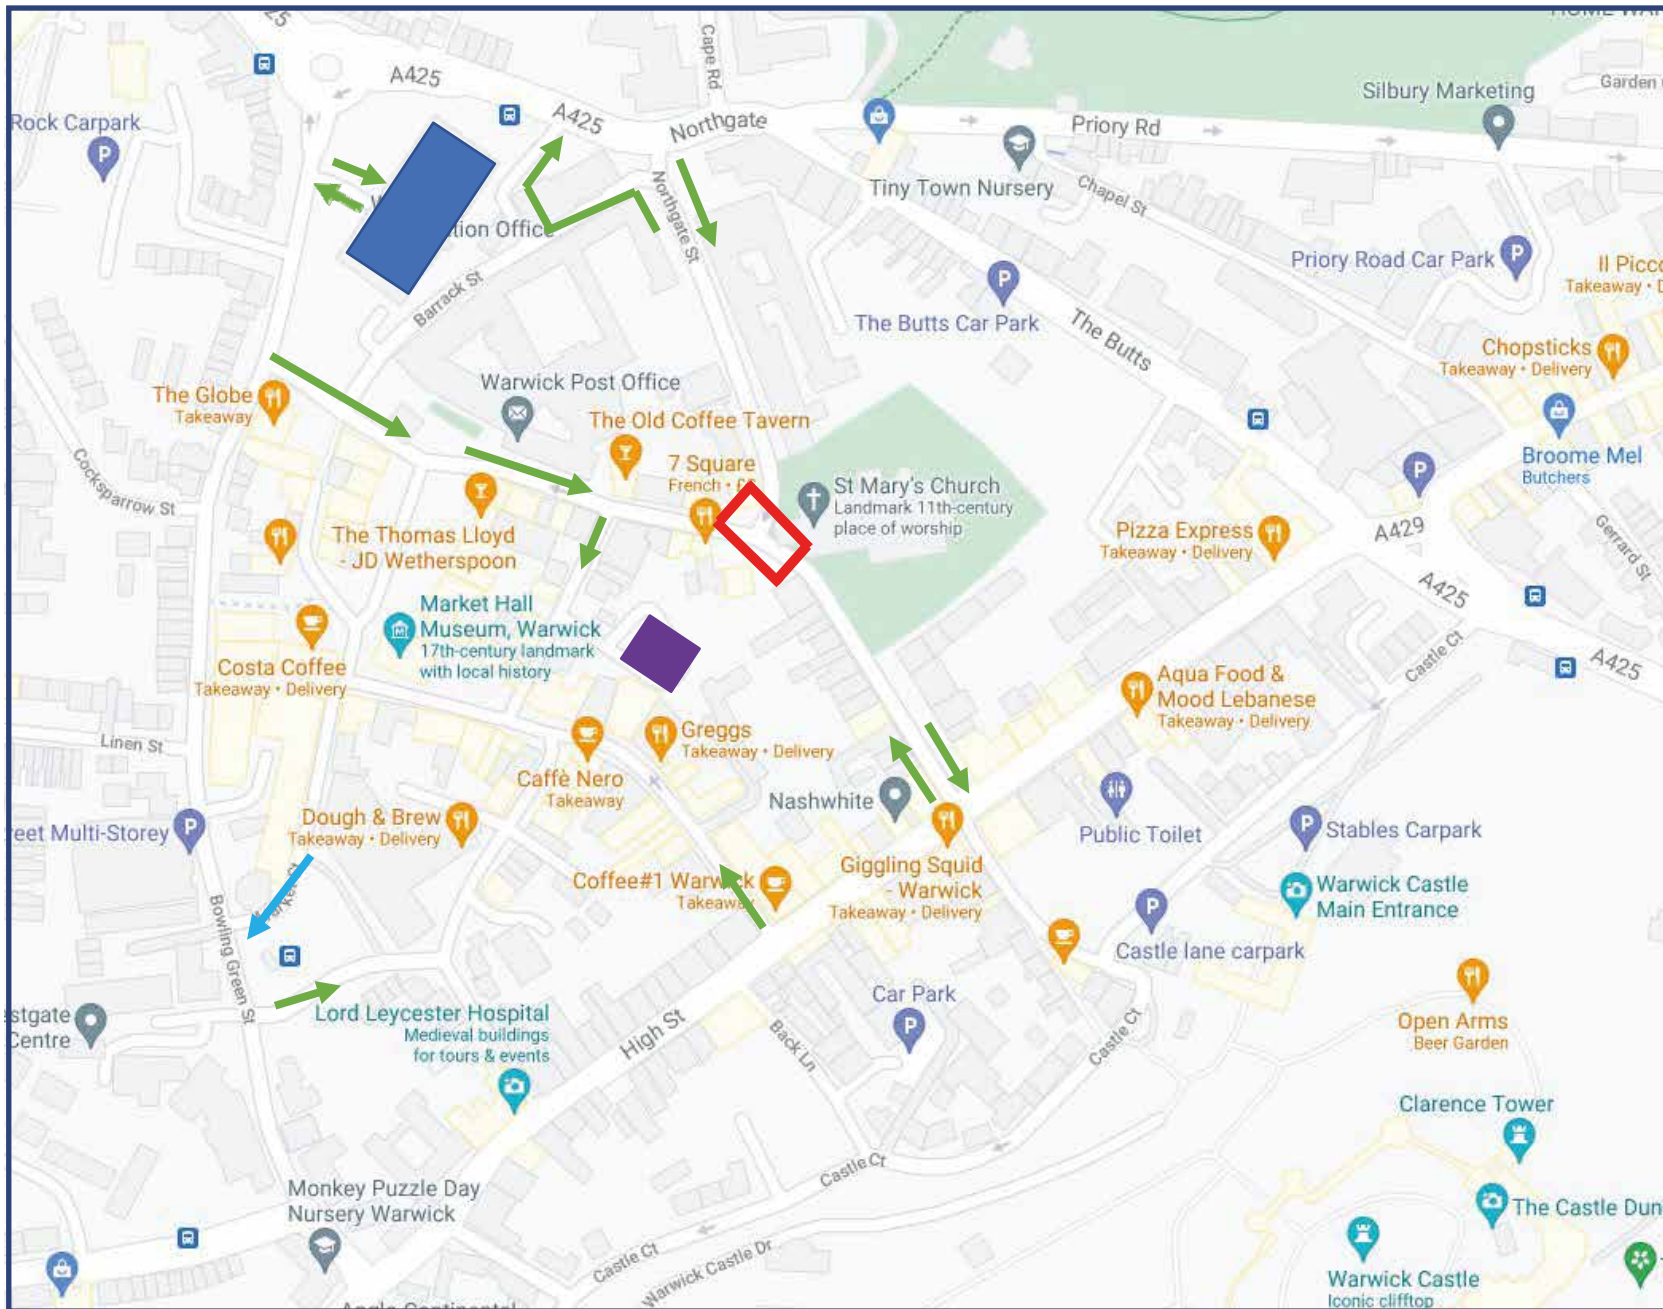 A425
Cape Rd
A425
Northgate
Priory Rd
Silbury Marketing
Garden
Rock Carpark
Tiny Town Nursery
Chapel St
Northgate St
tion Office
Barrack St
Priory Road Car Park
Il Picco
Takeaway
The Butts Car Park
The Butts
Chopsticks
Takeaway • Delivery
The Globe
Takeaway
Warwick Post Office
The Old Coffee Tavern
7 Square
French •
St Mary's Church
Landmark 11th-century
place of worship
Broome Mel
Butchers
Cocksparrow St
The Thomas Lloyd
- JD Wetherspoon
Pizza Express
Takeaway • Delivery
A429
Gerrard St
A425
Market Hall
Museum, Warwick
17th-century landmark
with local history
Costa Coffee
Takeaway • Delivery
Castle Ct
A425
Aqua Food &
Mood Lebanese
Takeaway • Delivery
Linen St
Greggs
Takeaway • Delivery
Caffè Nero
Takeaway
Nashwhite
reet Multi-Storey
Dough & Brew
Takeaway • Delivery
Public Toilet
Stables Carpark
Giggling Squid
- Warwick
Takeaway • Delivery
Coffee#1 Warwick
Takeaway
Warwick Castle
Main Entrance
Bowling Green St
Castle lane carpark
Car Park
stgate
Centre
Lord Leycester Hospital
Medieval buildings
for tours & events
High St
Back Ln
Castle Ct
Open Arms
Beer Garden
Clarence Tower
Castle Ct
Monkey Puzzle Day
Nursery Warwick
The Castle Dun
Castle Ct
Warwick Castle Dr
Warwick Castle
Iconic clifftop